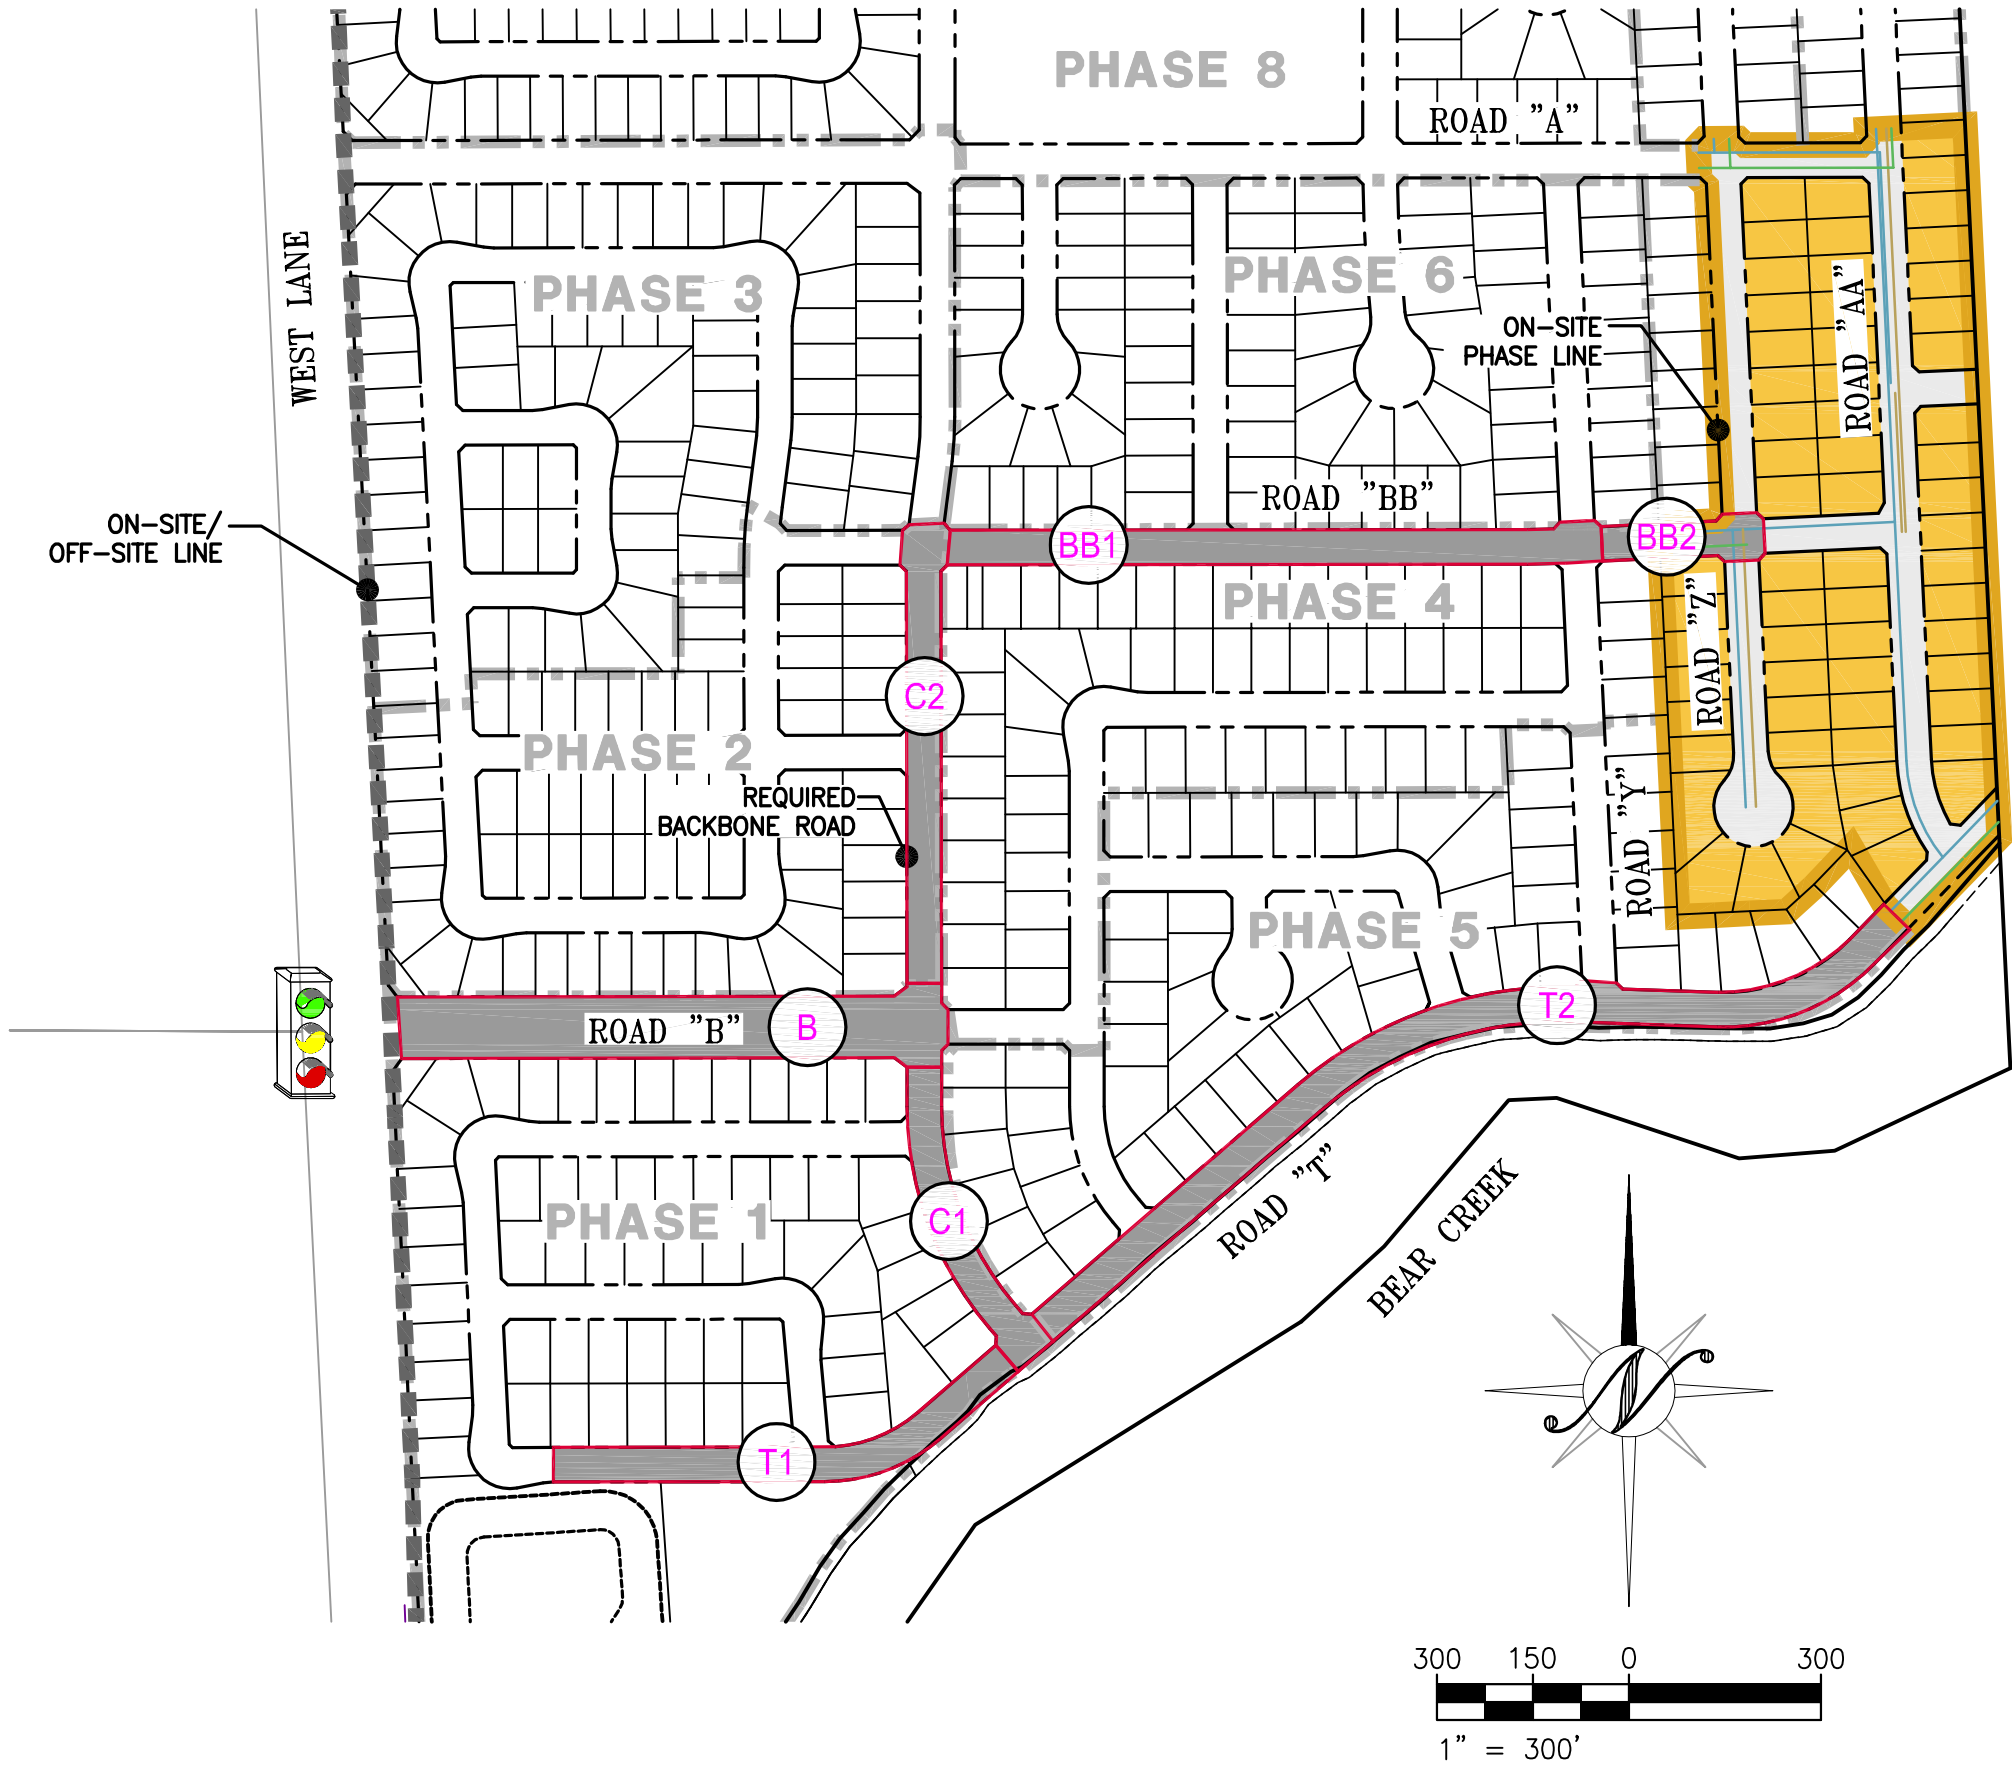 PHASE 8
ROAD "A"
WEST LANE
PHASE 3
PHASE 6
ON-SITE
PHASE LINE
ROAD "AA"
ROAD "BB"
ON-SITE/
OFF-SITE LINE
BB1
BB2
PHASE 4
ROAD "Z"
C2
PHASE 2
REQUIRED
BACKBONE ROAD
ROAD "Y"
PHASE 5
T2
ROAD "B"
B
ROAD "T"
BEAR CREEK
PHASE 1
C1
T1
300 150 0 300
1" = 300'